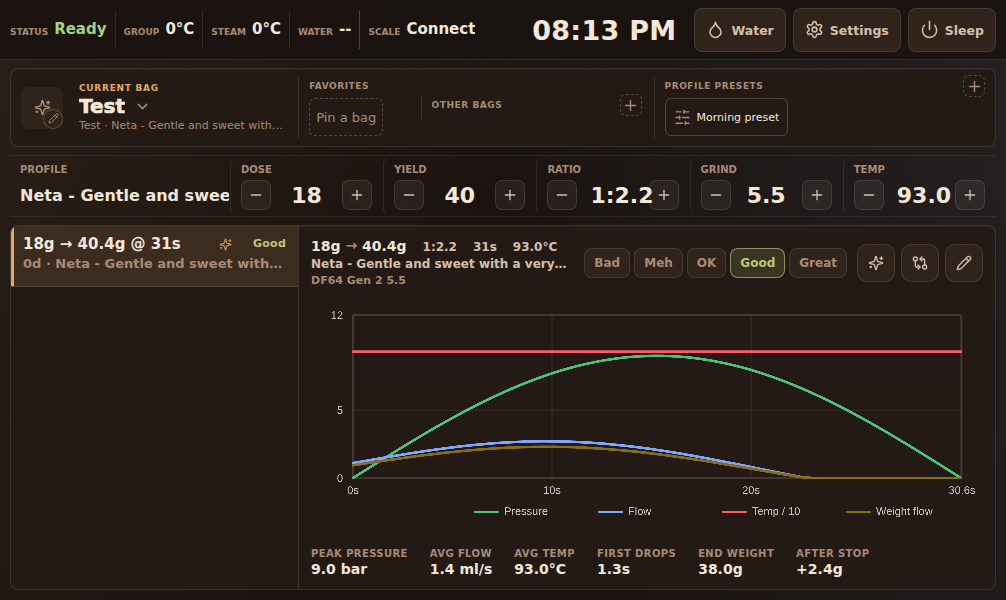 STATUS Ready GROUP 0°C STEAM 0°C WATER -- SCALE Connect 08:13 PM Water Settings Sleep
CURRENT BAG
Test
Test · Neta - Gentle and sweet with...
FAVORITES
Pin a bag
OTHER BAGS
+
PROFILE PRESETS
+
Morning preset
PROFILE
Neta - Gentle and swee
DOSE
− 18 +
YIELD
− 40 +
RATIO
− 1:2.2 +
GRIND
− 5.5 +
TEMP
− 93.0 +
18g → 40.4g @ 31s Good
0d · Neta - Gentle and sweet with...
18g → 40.4g 1:2.2 31s 93.0°C
Neta - Gentle and sweet with a very...
DF64 Gen 2 5.5
Bad Meh OK Good Great
12
5
0
0s 10s 20s 30.6s
Pressure Flow Temp / 10 Weight flow
PEAK PRESSURE AVG FLOW AVG TEMP FIRST DROPS END WEIGHT AFTER STOP
9.0 bar 1.4 ml/s 93.0°C 1.3s 38.0g +2.4g